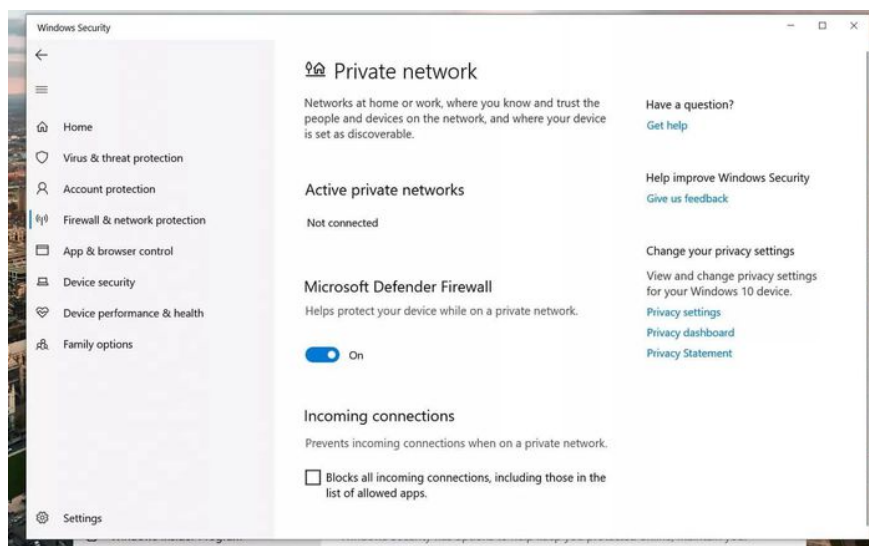 Windows Security
Home
Virus & threat protection
Account protection
Firewall & network protection
App & browser control
Device security
Device performance & health
Family options
Settings
Private network
Networks at home or work, where you know and trust the
people and devices on the network, and where your device
is set as discoverable.
Active private networks
Not connected
Microsoft Defender Firewall
Helps protect your device while on a private network.
On
Incoming connections
Prevents incoming connections when on a private network.
Blocks all incoming connections, including those in the
list of allowed apps.
Have a question?
Get help
Help improve Windows Security
Give us feedback
Change your privacy settings
View and change privacy settings
for your Windows 10 device.
Privacy settings
Privacy dashboard
Privacy Statement